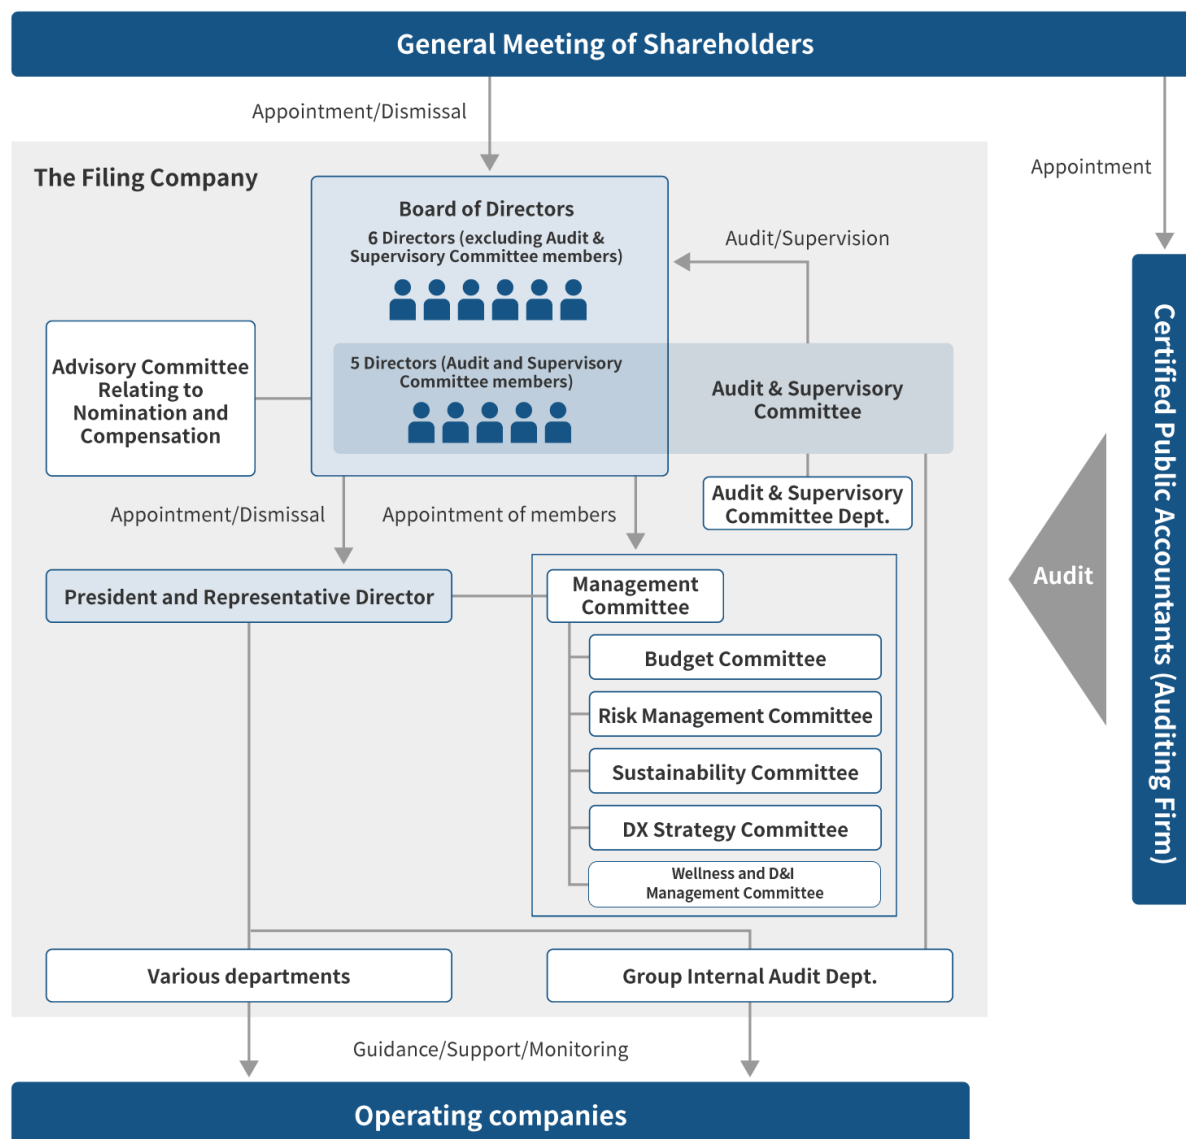 General Meeting of Shareholders
Appointment/Dismissal
Appointment
The Filing Company
Board of Directors
6 Directors (excluding Audit &
Supervisory Committee members)
Audit/Supervision
Advisory Committee
Relating to
Nomination and
Compensation
5 Directors (Audit and Supervisory
Committee members)
Audit & Supervisory
Committee
Audit & Supervisory
Committee Dept.
Appointment/Dismissal
Appointment of members
President and Representative Director
Management
Committee
Budget Committee
Risk Management Committee
Sustainability Committee
DX Strategy Committee
Wellness and D&I
Management Committee
Audit
Certified Public Accountants (Auditing Firm)
Various departments
Group Internal Audit Dept.
Guidance/Support/Monitoring
Operating companies